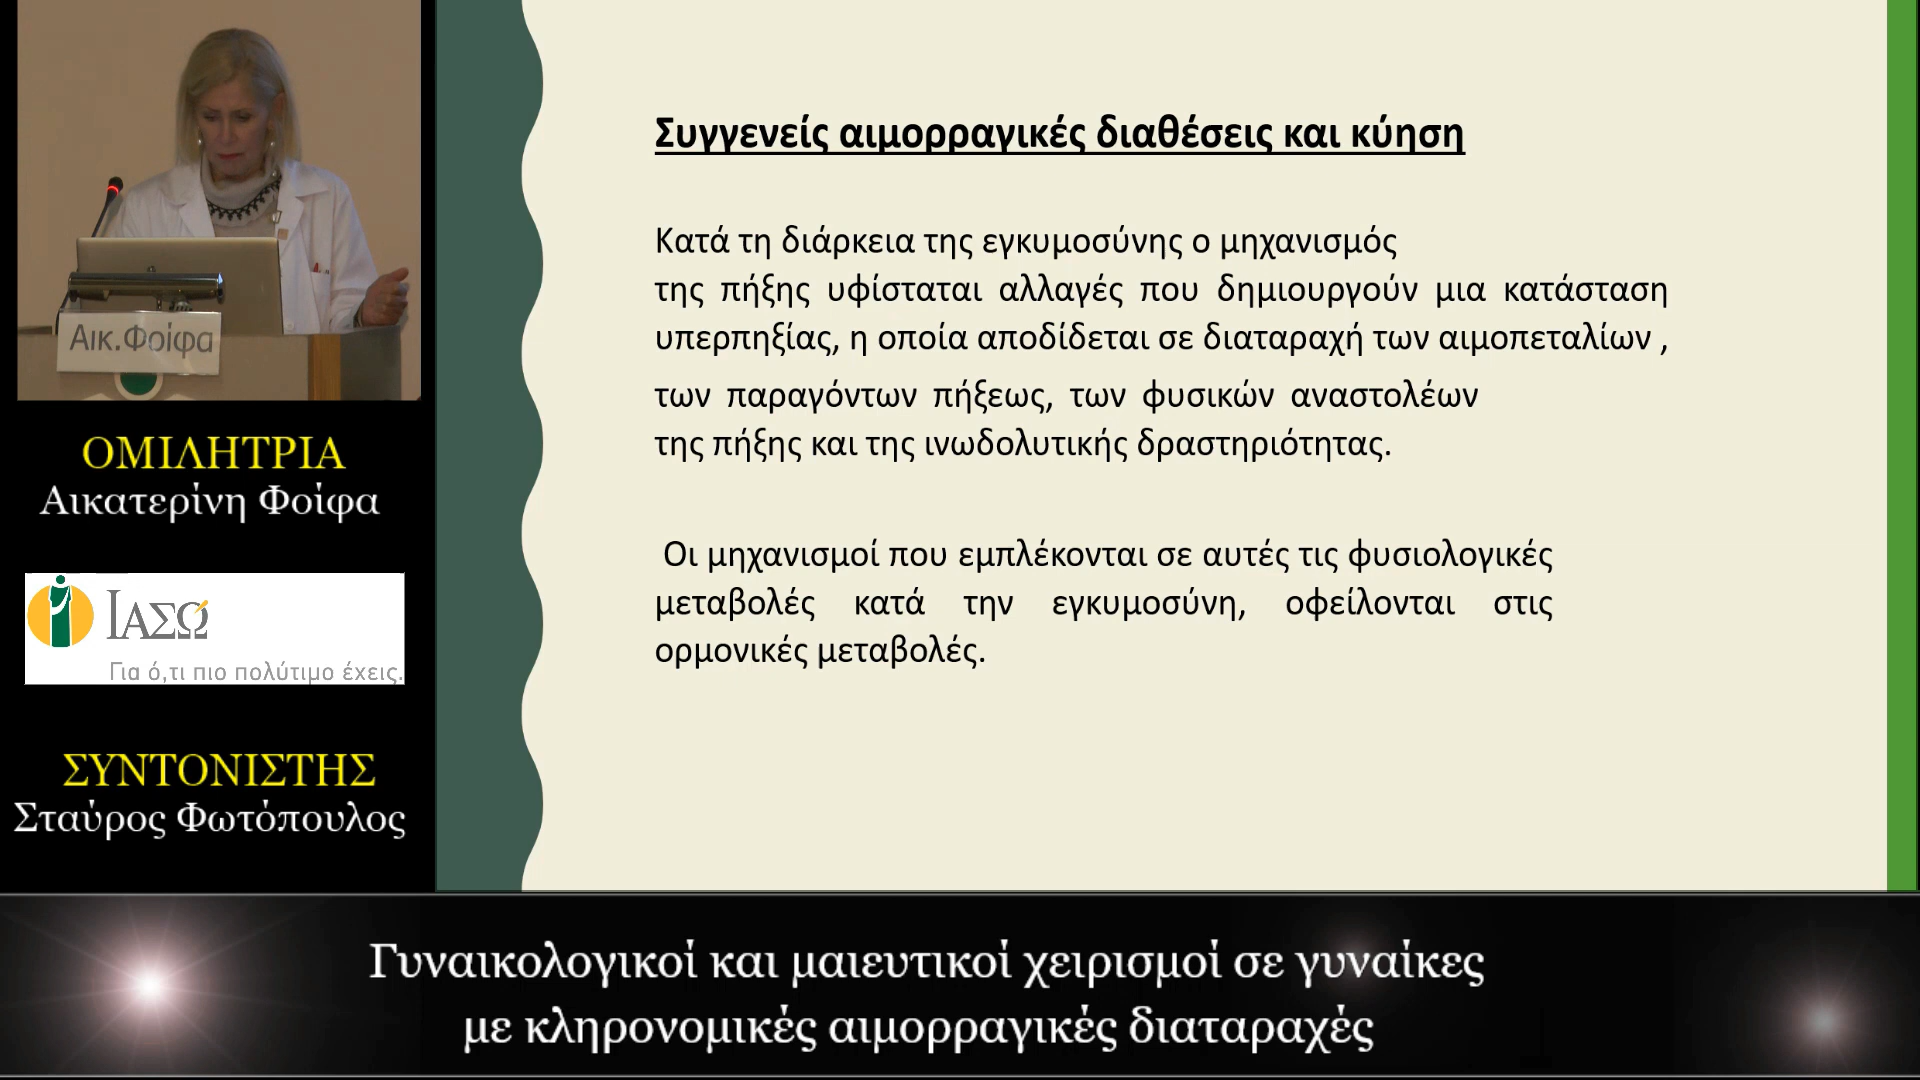 Αικ.Φοίφα
ΟΜΙΛΗΤΡΙΑ
Αικατερίνη Φοίφα
ΙΑΣΩ
Για ό,τι πιο πολύτιμο έχεις.
ΣΥΝΤΟΝΙΣΤΗΣ
Σταύρος Φωτόπουλος
Συγγενείς αιμορραγικές διαθέσεις και κύηση
Κατά τη διάρκεια της εγκυμοσύνης ο μηχανισμός
της πήξης υφίσταται αλλαγές που δημιουργούν μια κατάσταση
υπερπηξίας, η οποία αποδίδεται σε διαταραχή των αιμοπεταλίων ,
των παραγόντων πήξεως, των φυσικών αναστολέων
της πήξης και της ινωδολυτικής δραστηριότητας.
Οι μηχανισμοί που εμπλέκονται σε αυτές τις φυσιολογικές
μεταβολές κατά την εγκυμοσύνη, οφείλονται στις
ορμονικές μεταβολές.
Γυναικολογικοί και μαιευτικοί χειρισμοί σε γυναίκες
με κληρονομικές αιμορραγικές διαταραχές